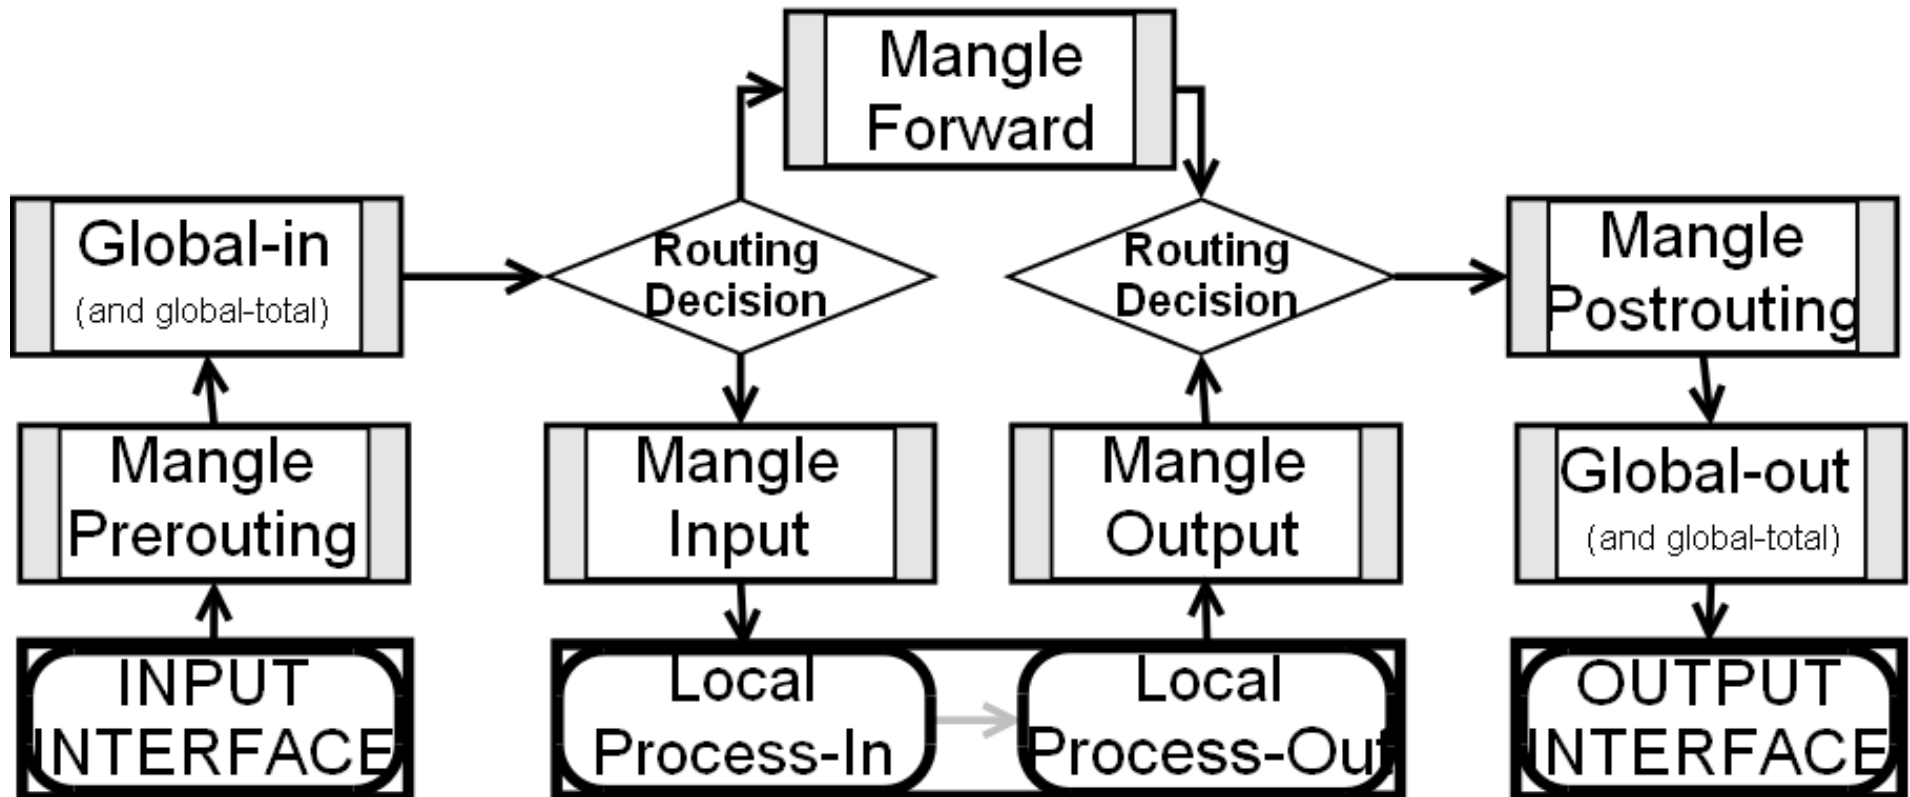 Mangle
Forward
Global-in
(and global-total)
Routing
Decision
Routing
Decision
Mangle
Postrouting
Mangle
Prerouting
Mangle
Input
Mangle
Output
Global-out
(and global-total)
INPUT
INTERFACE
Local
Process-In
Local
Process-Out
OUTPUT
INTERFACE